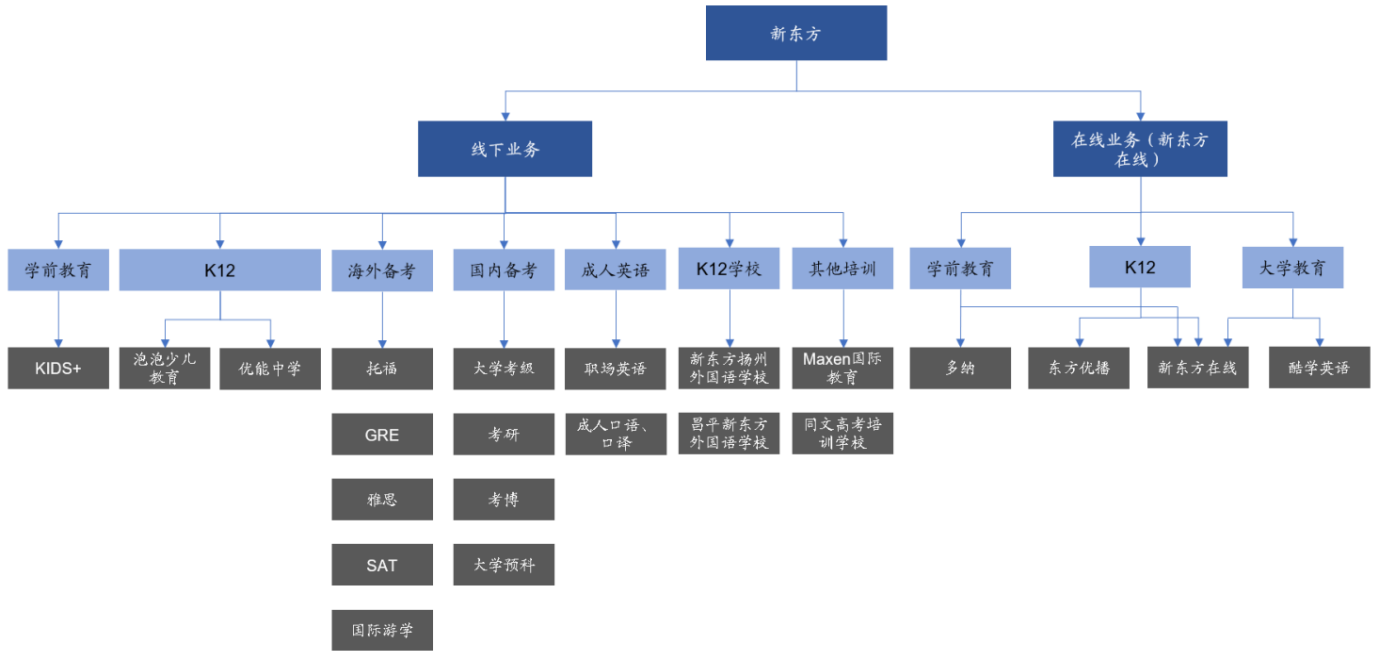 新东方
线下业务
在线业务（新东方
在线）
学前教育
K12
海外备考
国内备考
成人英语
K12学校
其他培训
学前教育
K12
大学教育
KIDS+
泡泡少儿
教育
优能中学
托福
大学考级
职场英语
新东方扬州
外国语学校
Maxen国际
教育
多纳
东方优播
新东方在线
酷学英语
GRE
考研
成人口语、
口译
昌平新东方
外国语学校
同文高考培
训学校
雅思
考博
SAT
大学预科
国际游学